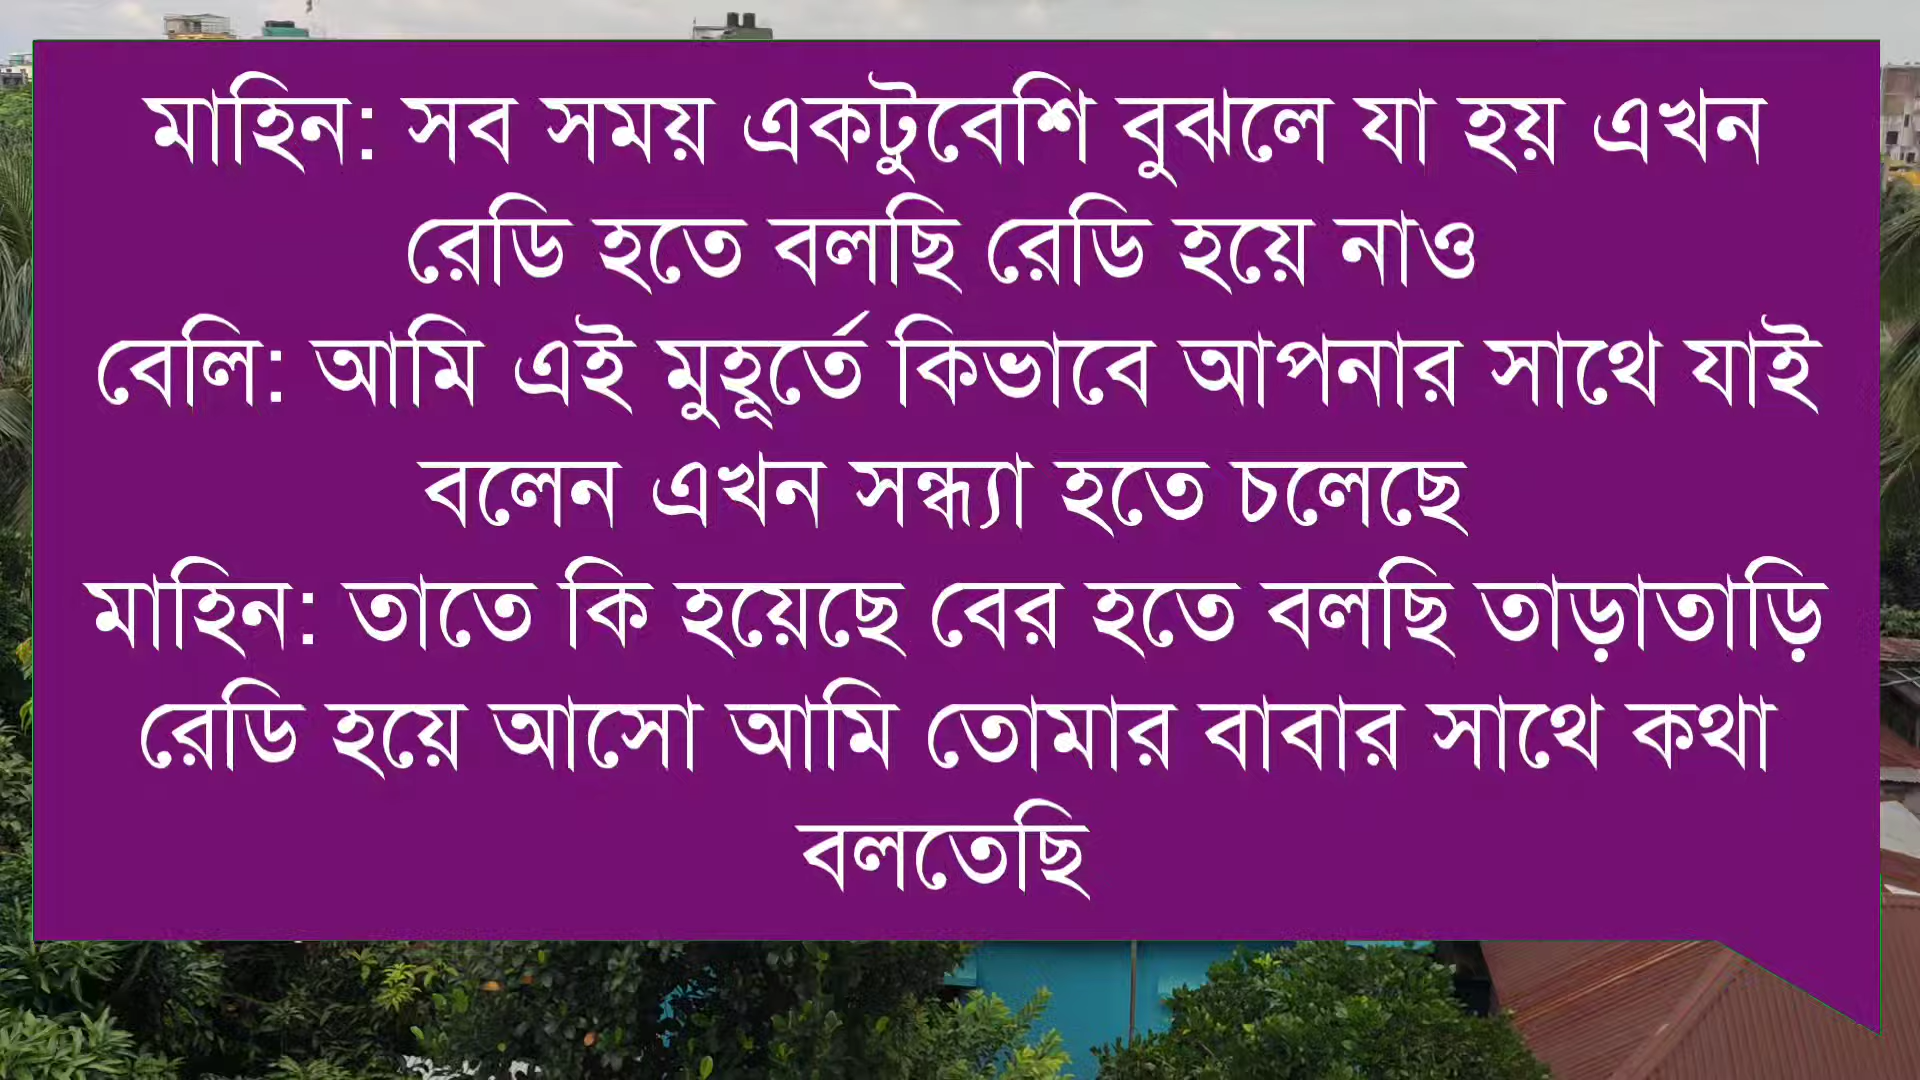 মাহিন: সব সময় একটুবেশি বুঝলে যা হয় এখন
রেডি হতে বলছি রেডি হয়ে নাও
বেলি: আমি এই মুহূর্তে কিভাবে আপনার সাথে যাই
বলেন এখন সন্ধ্যা হতে চলেছে
মাহিন: তাতে কি হয়েছে বের হতে বলছি তাড়াতাড়ি
রেডি হয়ে আসো আমি তোমার বাবার সাথে কথা
বলতেছি